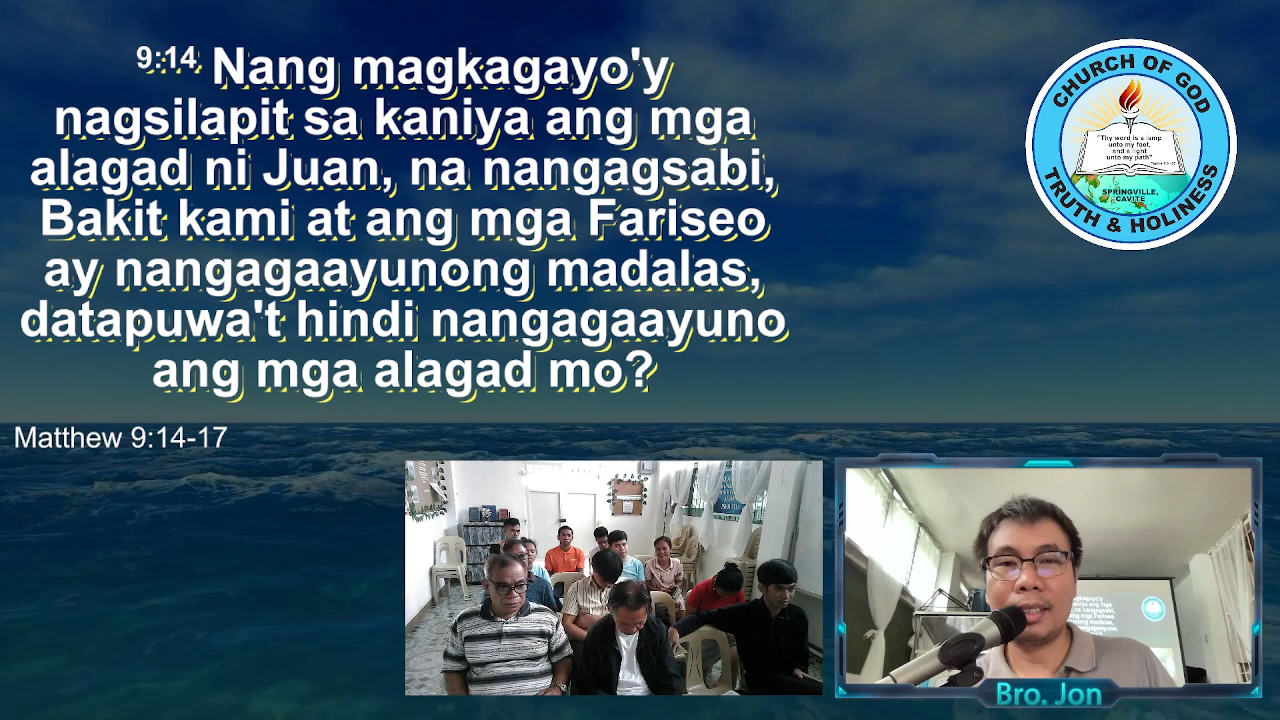 9:14 Nang magkagayo'y
nagsilapit sa kaniya ang mga
alagad ni Juan, na nangagsabi,
Bakit kami at ang mga Fariseo
ay nangagaayunong madalas,
datapuwa't hindi nangagaayuno
ang mga alagad mo?
Matthew 9:14-17
CHURCH OF GOD
"Thy word is a lamp
unto my feet,
and a light
unto my path"
SPRINGVILLE,
CAVITE
TRUTH & HOLINESS
Bro. Jon